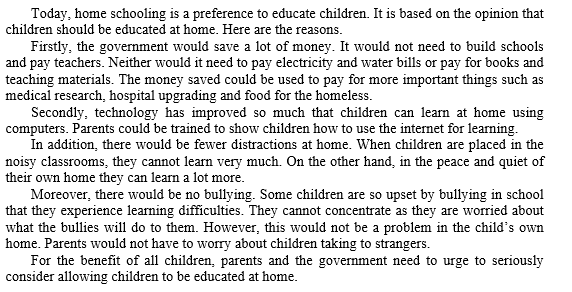 Today, home schooling is a preference to educate children. It is based on the opinion that
children should be educated at home. Here are the reasons.
Firstly, the government would save a lot of money. It would not need to build schools
and pay teachers. Neither would it need to pay electricity and water bills or pay for books and
teaching materials. The money saved could be used to pay for more important things such as
medical research, hospital upgrading and food for the homeless.
Secondly, technology has improved so much that children can learn at home using
computers. Parents could be trained to show children how to use the internet for learning.
In addition, there would be fewer distractions at home. When children are placed in the
noisy classrooms, they cannot learn very much. On the other hand, in the peace and quiet of
their own home they can learn a lot more.
Moreover, there would be no bullying. Some children are so upset by bullying in school
that they experience learning difficulties. They cannot concentrate as they are worried about
what the bullies will do to them. However, this would not be a problem in the child's own
home. Parents would not have to worry about children taking to strangers.
For the benefit of all children, parents and the government need to urge to seriously
consider allowing children to be educated at home.